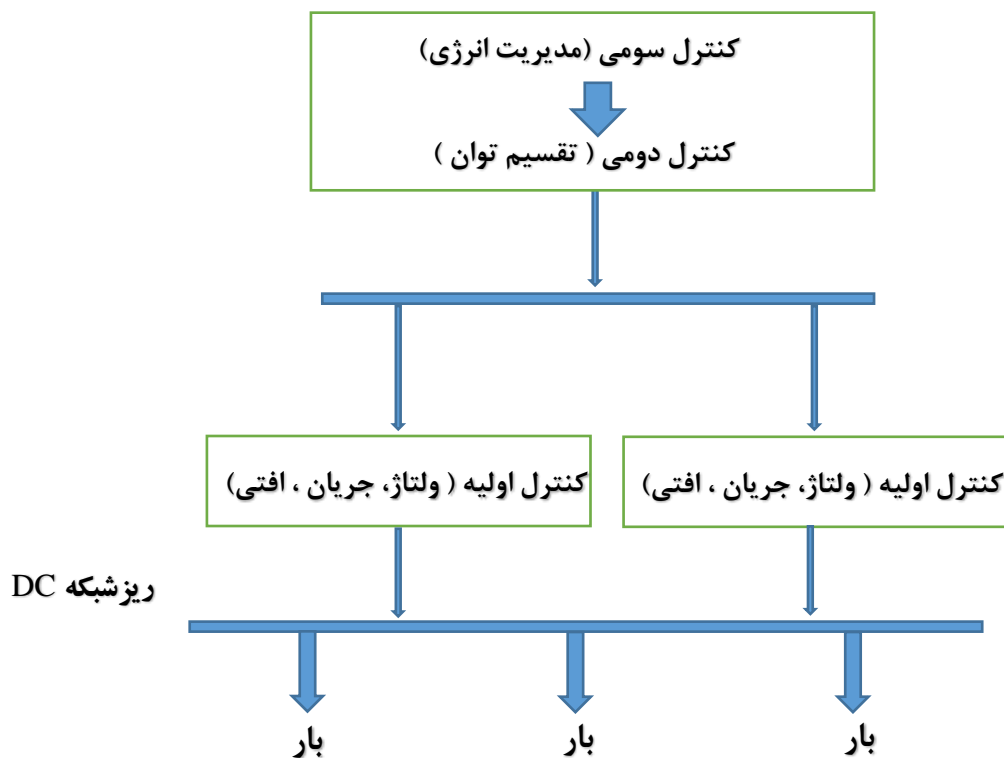 کنترل سومی (مدیریت انرژی)
کنترل دومی ( تقسیم توان )
کنترل اولیه ( ولتاژ، جریان ، افتی)
کنترل اولیه ( ولتاژ، جریان ، افتی)
ریزشبکه DC
بار
بار
بار